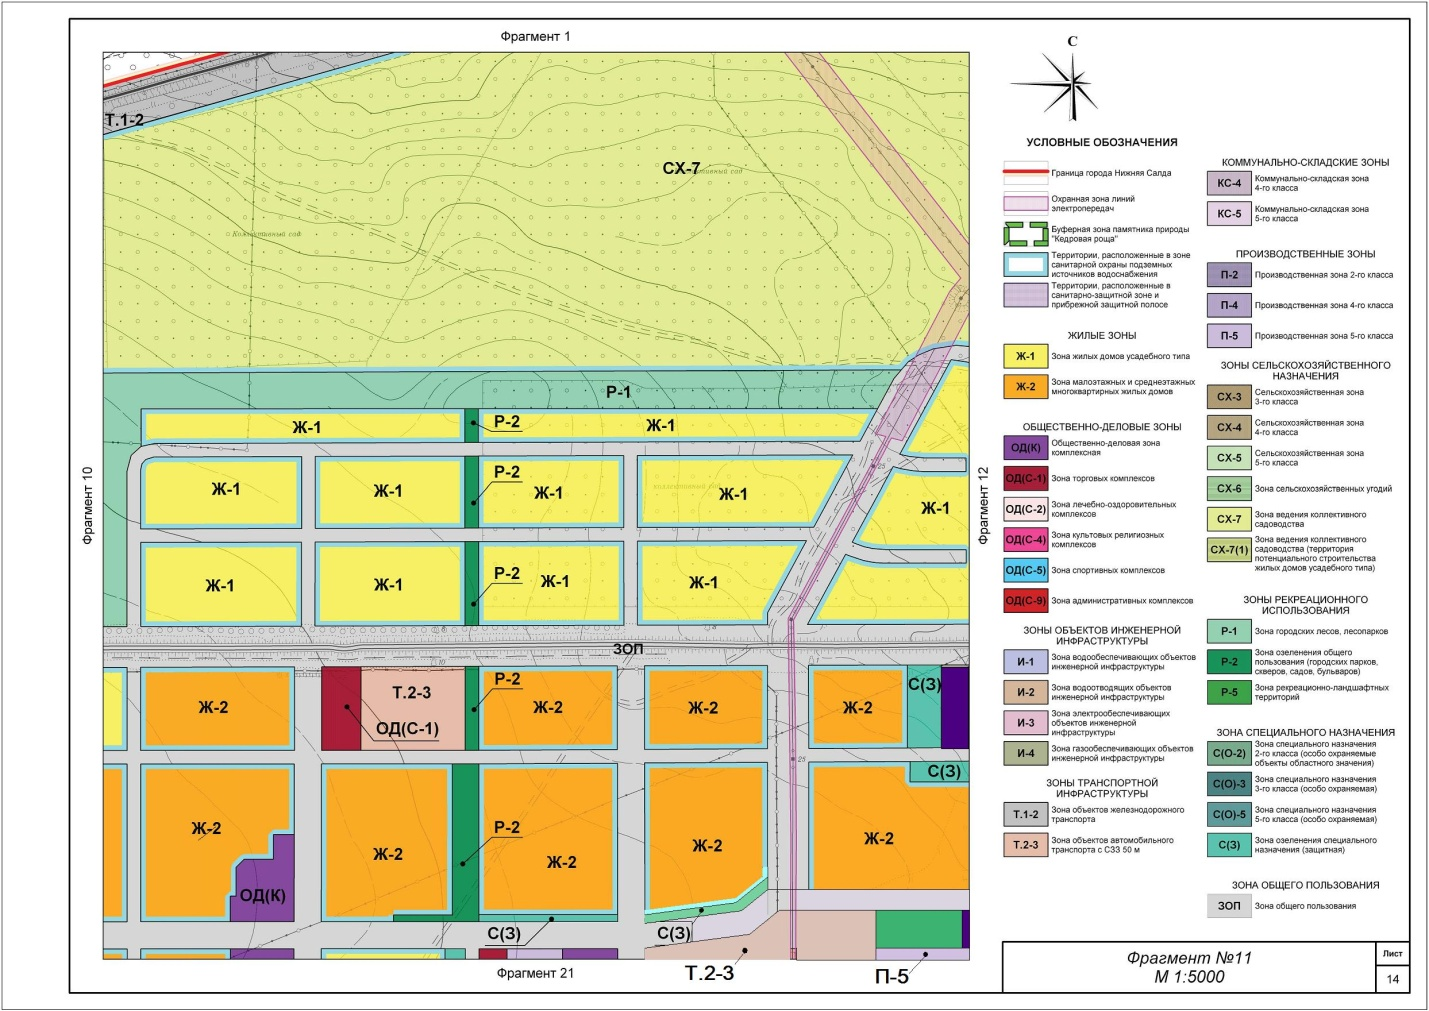 Фрагмент 1
Т.1-2
СХ-7
Коллективный сад
Р-1
Ж-1
Р-2
Ж-1
Ж-1
Ж-1
Р-2
Ж-1
Ж-1
Ж-1
25
Ж-1
Ж-1
Р-2
Ж-1
Ж-1
ЗОП
10
Ж-2
Т.2-3
ОД(С-1)
Р-2
Ж-2
Ж-2
Ж-2
С(З)
С(З)
25
Ж-2
Ж-2
Р-2
Ж-2
Ж-2
Ж-2
ОД(К)
С(З)
С(З)
Т.2-3
П-5
Фрагмент 10
Фрагмент 12
Фрагмент 21
С
УСЛОВНЫЕ ОБОЗНАЧЕНИЯ
Граница города Нижняя Салда
Охранная зона линий
электропередач
Буферная зона памятника природы
"Кедровая роща"
Территории, расположенные в зоне
санитарной охраны подземных
источников водоснабжения
Территории, расположенные в
санитарно-защитной зоне и
прибрежной защитной полосе
ЖИЛЫЕ ЗОНЫ
Ж-1 Зона жилых домов усадебного типа
Ж-2 Зона малоэтажных и среднеэтажных
многоквартирных жилых домов
ОБЩЕСТВЕННО-ДЕЛОВЫЕ ЗОНЫ
ОД(К) Общественно-деловая зона
комплексная
ОД(С-1) Зона торговых комплексов
ОД(С-2) Зона лечебно-оздоровительных
комплексов
ОД(С-4) Зона культовых религиозных
комплексов
ОД(С-5) Зона спортивных комплексов
ОД(С-9) Зона административных комплексов
ЗОНЫ ОБЪЕКТОВ ИНЖЕНЕРНОЙ
ИНФРАСТРУКТУРЫ
И-1 Зона водообеспечивающих объектов
инженерной инфраструктуры
И-2 Зона водоотводящих объектов
инженерной инфраструктуры
И-3 Зона электрообеспечивающих
объектов инженерной
инфраструктуры
И-4 Зона газообеспечивающих объектов
инженерной инфраструктуры
ЗОНЫ ТРАНСПОРТНОЙ
ИНФРАСТРУКТУРЫ
Т.1-2 Зона объектов железнодорожного
транспорта
Т.2-3 Зона объектов автомобильного
транспорта с СЗЗ 50 м
КОММУНАЛЬНО-СКЛАДСКИЕ ЗОНЫ
КС-4 Коммунально-складская зона
4-го класса
КС-5 Коммунально-складская зона
5-го класса
ПРОИЗВОДСТВЕННЫЕ ЗОНЫ
П-2 Производственная зона 2-го класса
П-4 Производственная зона 4-го класса
П-5 Производственная зона 5-го класса
ЗОНЫ СЕЛЬСКОХОЗЯЙСТВЕННОГО
НАЗНАЧЕНИЯ
СХ-3 Сельскохозяйственная зона
3-го класса
СХ-4 Сельскохозяйственная зона
4-го класса
СХ-5 Сельскохозяйственная зона
5-го класса
СХ-6 Зона сельскохозяйственных угодий
СХ-7 Зона ведения коллективного
садоводства
СХ-7(1) Зона ведения коллективного
садоводства (территория
потенциального строительства
жилых домов усадебного типа)
ЗОНЫ РЕКРЕАЦИОННОГО
ИСПОЛЬЗОВАНИЯ
Р-1 Зона городских лесов, лесопарков
Р-2 Зона озеленения общего
пользования (городских парков,
скверов, садов, бульваров)
Р-5 Зона рекреационно-ландшафтных
территорий
ЗОНА СПЕЦИАЛЬНОГО НАЗНАЧЕНИЯ
С(О-2) Зона специального назначения
2-го класса (особо охраняемые
объекты областного значения)
С(О)-3 Зона специального назначения
3-го класса (особо охраняемая)
С(О)-5 Зона специального назначения
5-го класса (особо охраняемая)
С(З) Зона озеленения специального
назначения (защитная)
ЗОНА ОБЩЕГО ПОЛЬЗОВАНИЯ
ЗОП Зона общего пользования
Фрагмент №11
М 1:5000
Лист
14